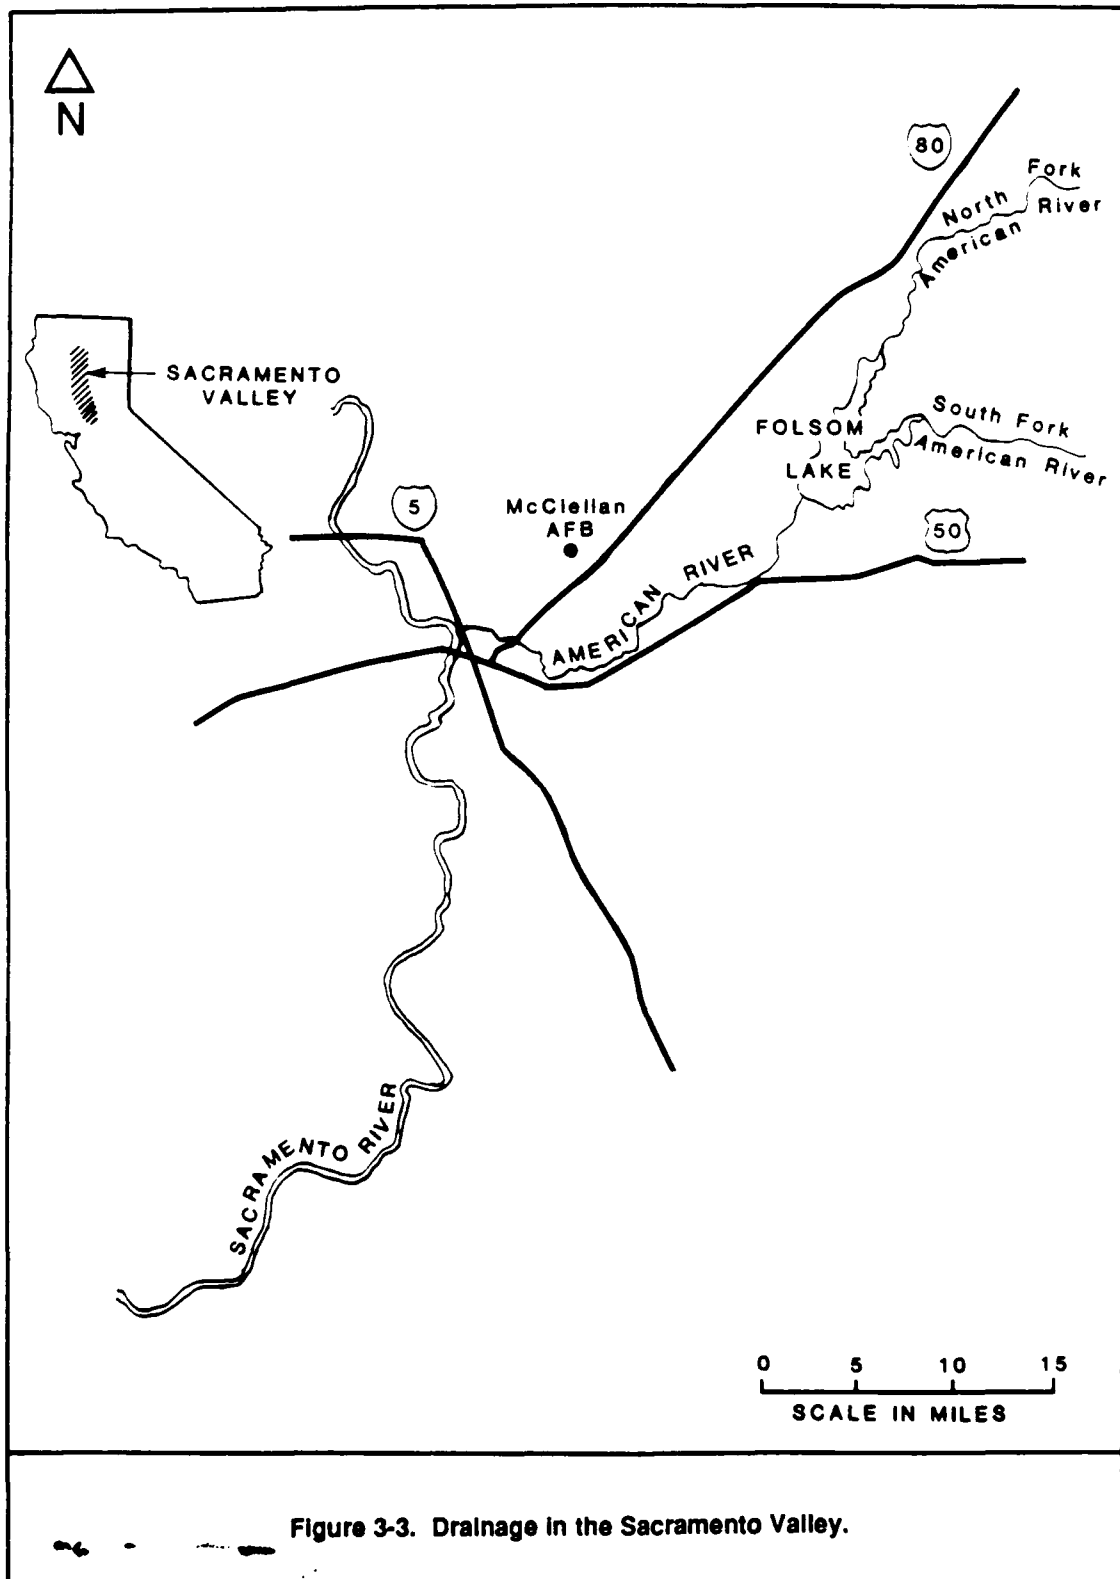 N
80
North Fork
American River
SACRAMENTO
VALLEY
FOLSOM
LAKE
South Fork
American River
5
McClellan
AFB
50
AMERICAN RIVER
SACRAMENTO RIVER
0 5 10 15
SCALE IN MILES
Figure 3-3. Drainage in the Sacramento Valley.